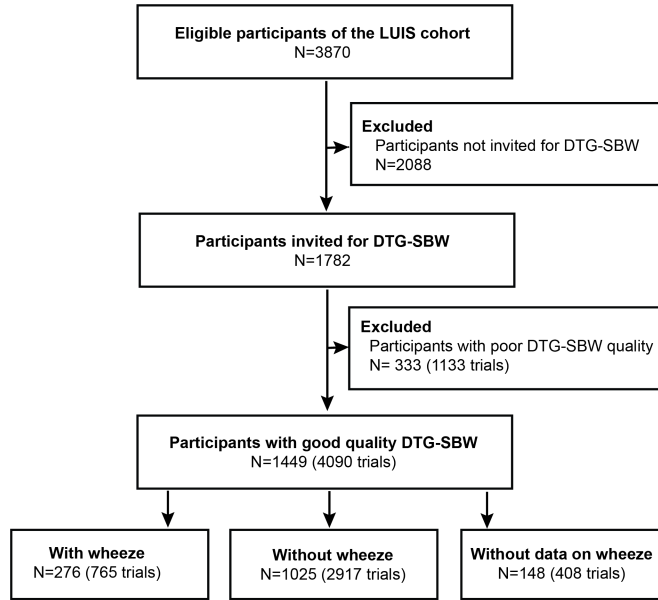 Eligible participants of the LUIS cohort
N=3870
Excluded
Participants not invited for DTG-SBW
N=2088
Participants invited for DTG-SBW
N=1782
Excluded
Participants with poor DTG-SBW quality
N= 333 (1133 trials)
Participants with good quality DTG-SBW
N=1449 (4090 trials)
With wheeze
N=276 (765 trials)
Without wheeze
N=1025 (2917 trials)
Without data on wheeze
N=148 (408 trials)